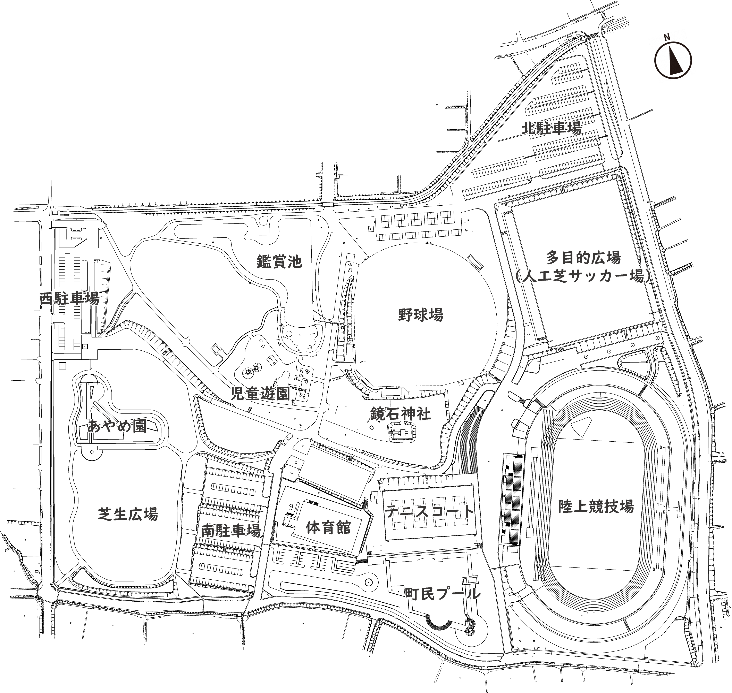 N
北駐車場
多目的広場
(人工芝サッカー場)
鑑賞池
西駐車場
野球場
児童遊園
鏡石神社
あやめ園
芝生広場
南駐車場
体育館
テニスコート
陸上競技場
町民プール